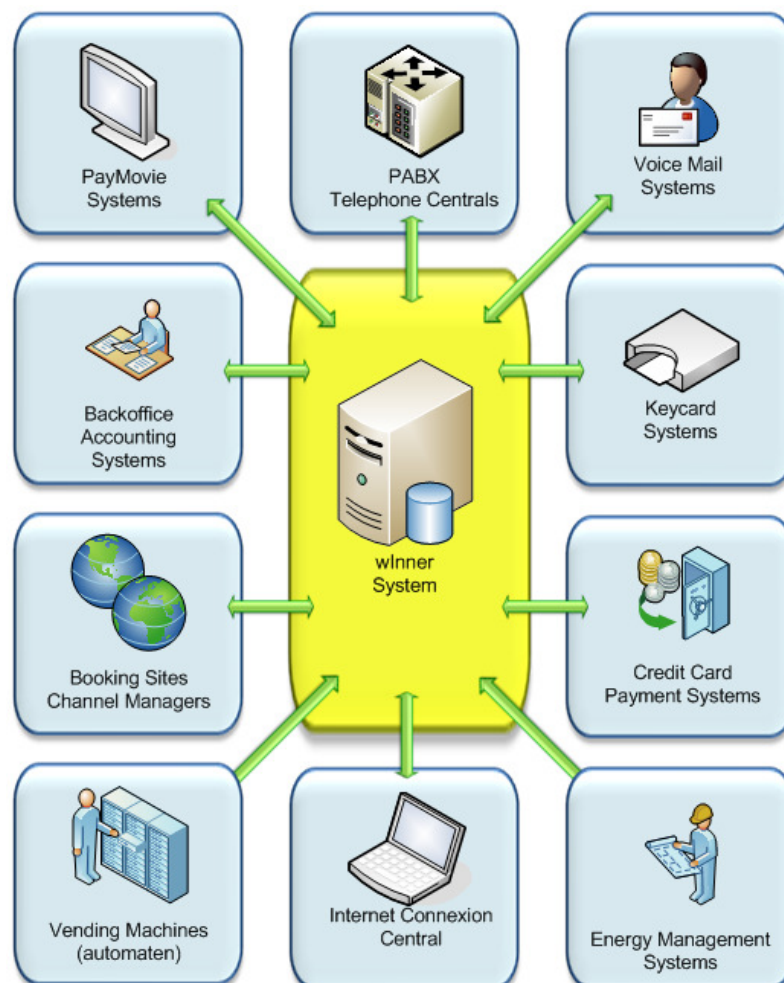 PayMovie
Systems
PABX
Telephone Centrals
Voice Mail
Systems
Backoffice
Accounting
Systems
wInner
System
Keycard
Systems
Booking Sites
Channel Managers
Credit Card
Payment Systems
Vending Machines
(automaten)
Internet Connexion
Central
Energy Management
Systems